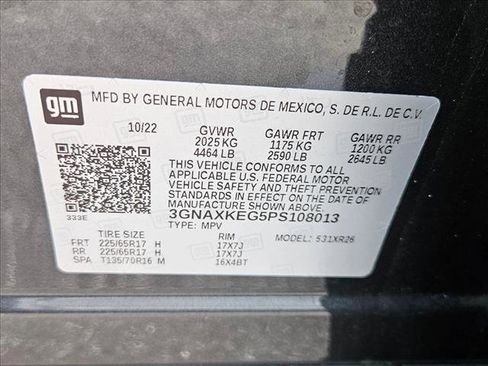 gm
MFD BY GENERAL MOTORS DE MEXICO, S. DE R.L. DE C.V.
10/22 GVWR GAWR FRT GAWR RR
2025 KG 1175 KG 1200 KG
4464 LB 2590 LB 2645 LB
THIS VEHICLE CONFORMS TO ALL
APPLICABLE U.S. FEDERAL MOTOR
VEHICLE SAFETY AND THEFT PREVENTION
STANDARDS IN EFFECT ON THE DATE OF
MANUFACTURE SHOWN ABOVE.
333E
3GNAXKEG5PS108013
TYPE: MPV MODEL: 531XR26
TIRE SIZE RIM
FRT 225/65R17 H 17X7J
RR 225/65R17 H 17X7J
SPA T135/70R16 M 16X4BT